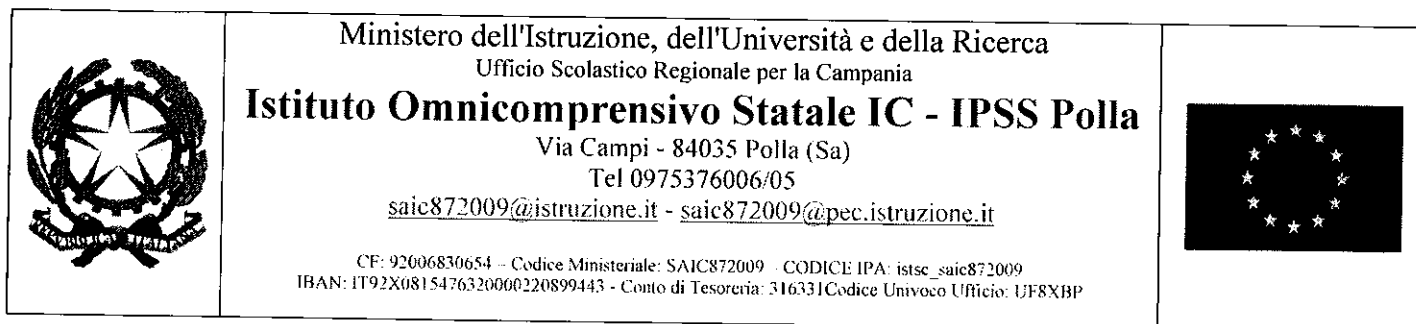 Ministero dell'Istruzione, dell'Università e della Ricerca
Ufficio Scolastico Regionale per la Campania
Istituto Omnicomprensivo Statale IC - IPSS Polla
Via Campi - 84035 Polla (Sa)
Tel 0975376006/05
saic872009@istruzione.it - saic872009@pec.istruzione.it
CF: 92006830654 – Codice Ministeriale: SAIC872009 – CODICE IPA: istsc_saic872009
IBAN: IT92X0815476320000220899443 - Conto di Tesoreria: 316331Codice Univoco Ufficio: UF8XBP
REPVBBLICA ITALIANA